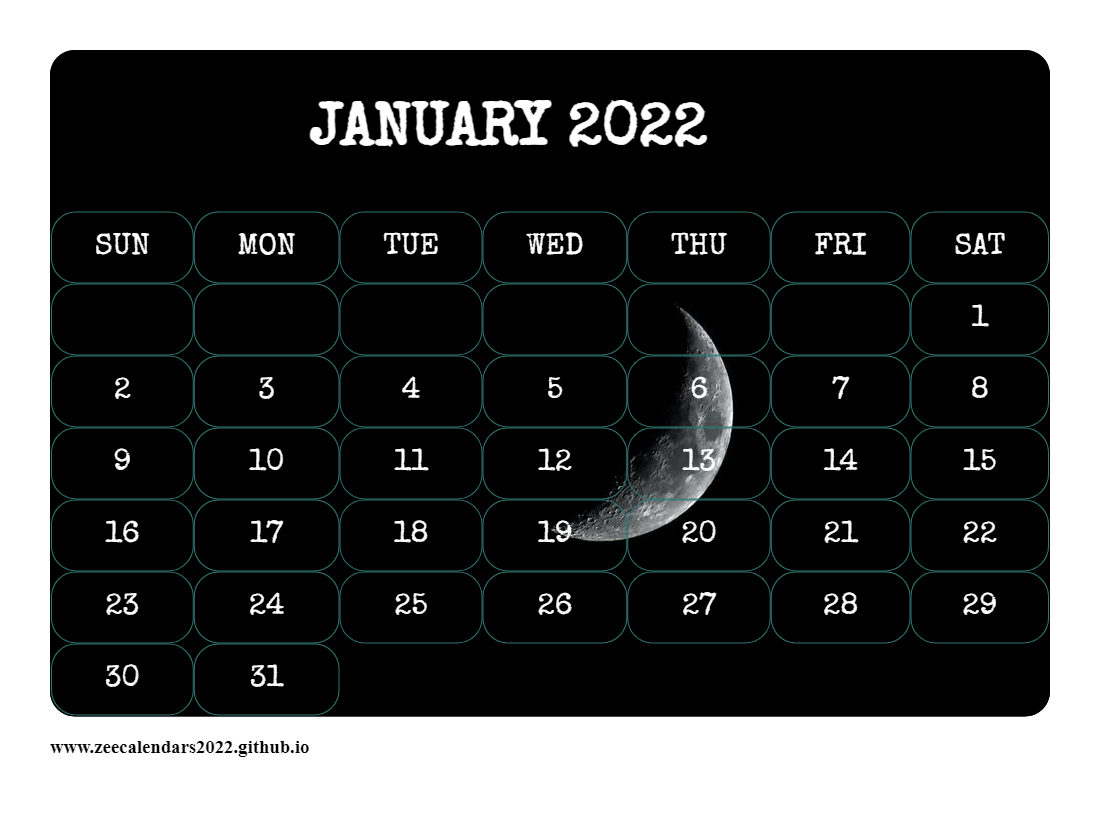 JANUARY 2022
SUN MON TUE WED THU FRI SAT
1
2 3 4 5 6 7 8
9 10 11 12 13 14 15
16 17 18 19 20 21 22
23 24 25 26 27 28 29
30 31
www.zeecalendars2022.github.io